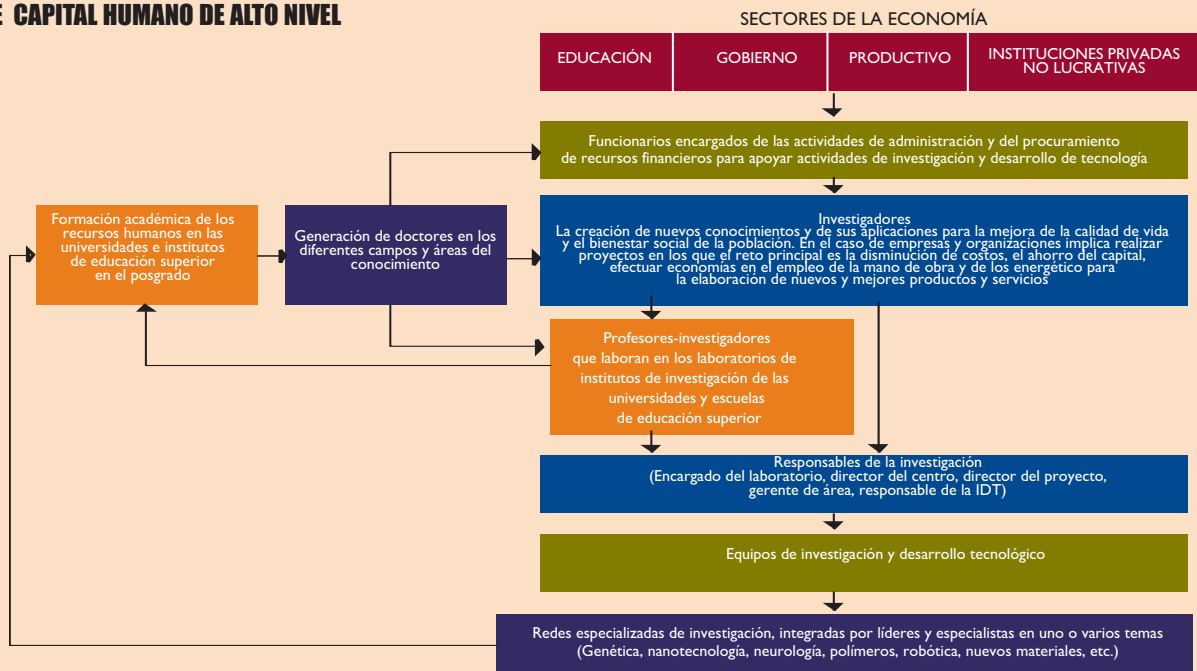 E CAPITAL HUMANO DE ALTO NIVEL
SECTORES DE LA ECONOMÍA
EDUCACIÓN
GOBIERNO
PRODUCTIVO
INSTITUCIONES PRIVADAS
NO LUCRATIVAS
Funcionarios encargados de las actividades de administración y del procuramiento
de recursos financieros para apoyar actividades de investigación y desarrollo de tecnología
Formación académica de los
recursos humanos en las
universidades e institutos
de educación superior
en el posgrado
Generación de doctores en los
diferentes campos y áreas del
conocimiento
Investigadores
La creación de nuevos conocimientos y de sus aplicaciones para la mejora de la calidad de vida
y el bienestar social de la población. En el caso de empresas y organizaciones implica realizar
proyectos en los que el reto principal es la disminución de costos, el ahorro del capital,
efectuar economías en el empleo de la mano de obra y de los energético para
la elaboración de nuevos y mejores productos y servicios
Profesores-investigadores
que laboran en los laboratorios de
institutos de investigación de las
universidades y escuelas
de educación superior
Responsables de la investigación
(Encargado del laboratorio, director del centro, director del proyecto,
gerente de área, responsable de la IDT)
Equipos de investigación y desarrollo tecnológico
Redes especializadas de investigación, integradas por líderes y especialistas en uno o varios temas
(Genética, nanotecnología, neurología, polímeros, robótica, nuevos materiales, etc.)